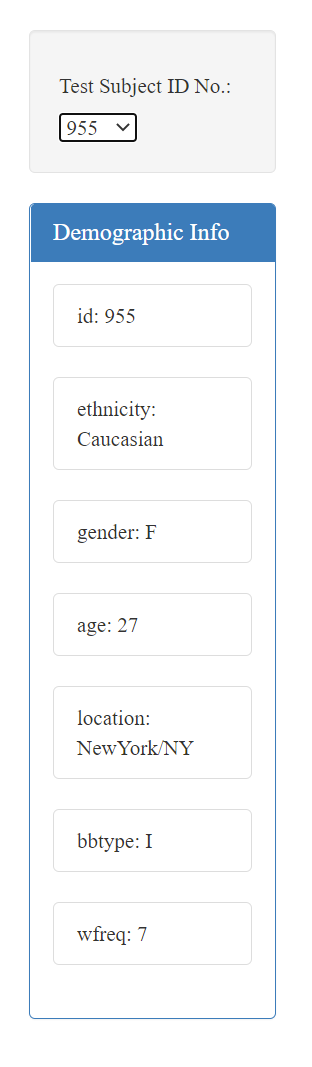 Test Subject ID No.:
955
Demographic Info
id: 955
ethnicity:
Caucasian
gender: F
age: 27
location:
NewYork/NY
bbtype: I
wfreq: 7